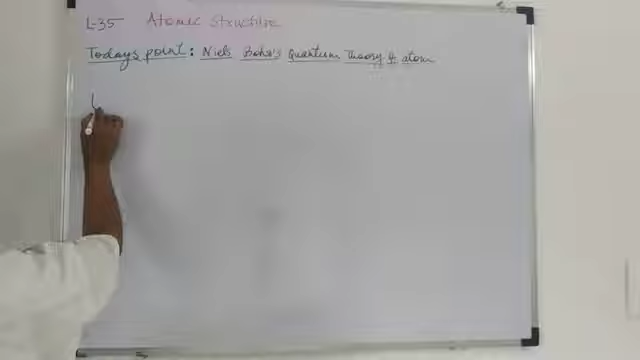 L-35 Atomic Structure
Todays point: Niels Bohr's Quantum Theory of atom